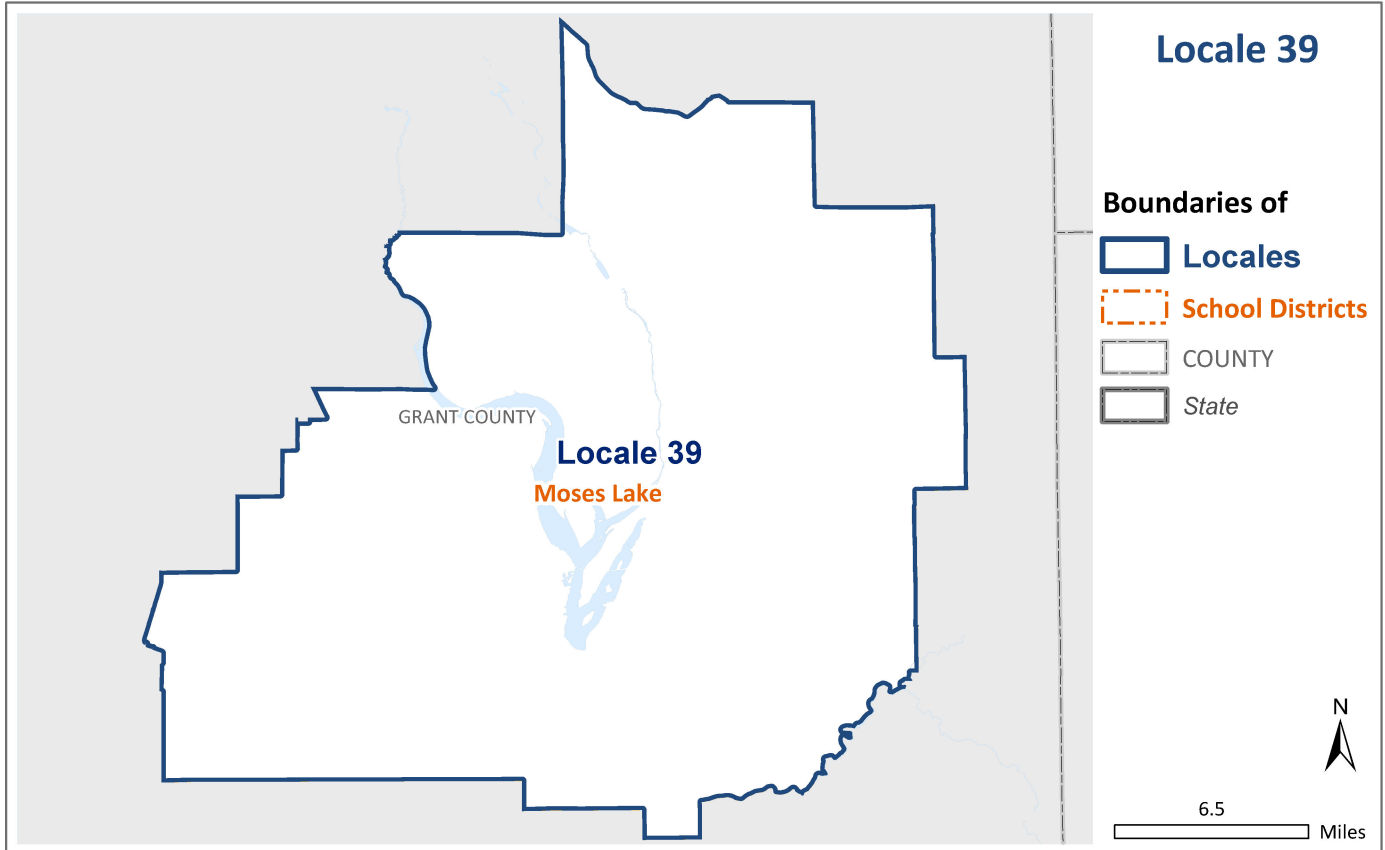 Locale 39
Boundaries of
Locales
School Districts
COUNTY
State
GRANT COUNTY
Locale 39
Moses Lake
N
6.5
Miles